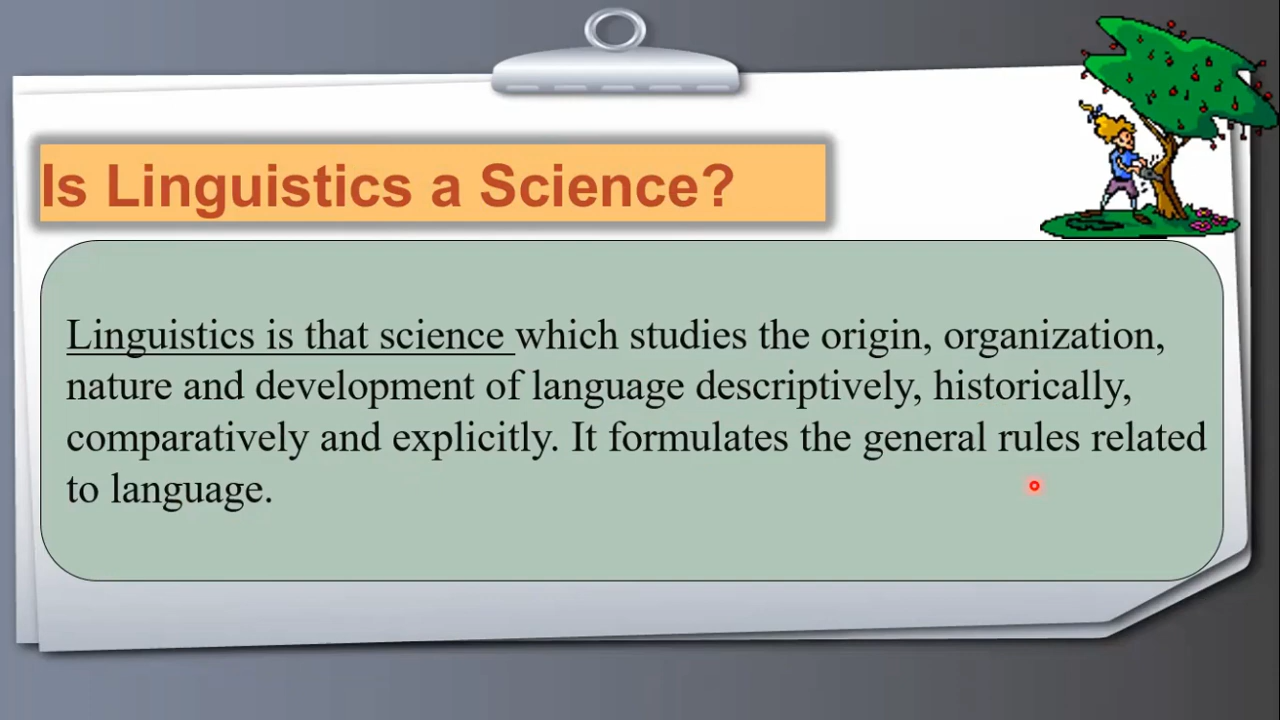 Is Linguistics a Science?
Linguistics is that science which studies the origin, organization,
nature and development of language descriptively, historically,
comparatively and explicitly. It formulates the general rules related
to language.